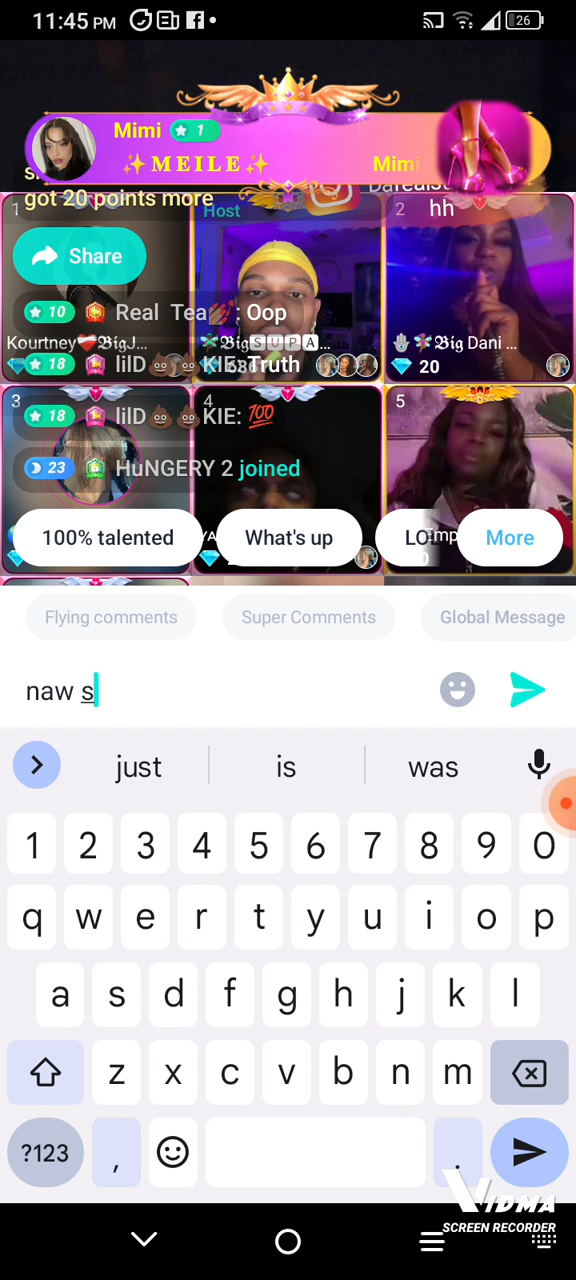 11:45 PM
26
Mimi 1
✨MEILE✨ Mimi
got 20 points more
1
Host
2
hh
Share
10 Real Tea💅: Oop
Kourtney❤️BigJ...
SUPA...
Big Dani ...
18 lilD💩💩KIE: Truth
20
3
4
5
18 lilD💩💩KIE: 💯
23 HuNGERY 2 joined
100% talented
What's up
LO
More
Flying comments
Super Comments
Global Message
naw s
just
is
was
1 2 3 4 5 6 7 8 9 0
q w e r t y u i o p
a s d f g h j k l
z x c v b n m
?123 , .
VIDMA
SCREEN RECORDER